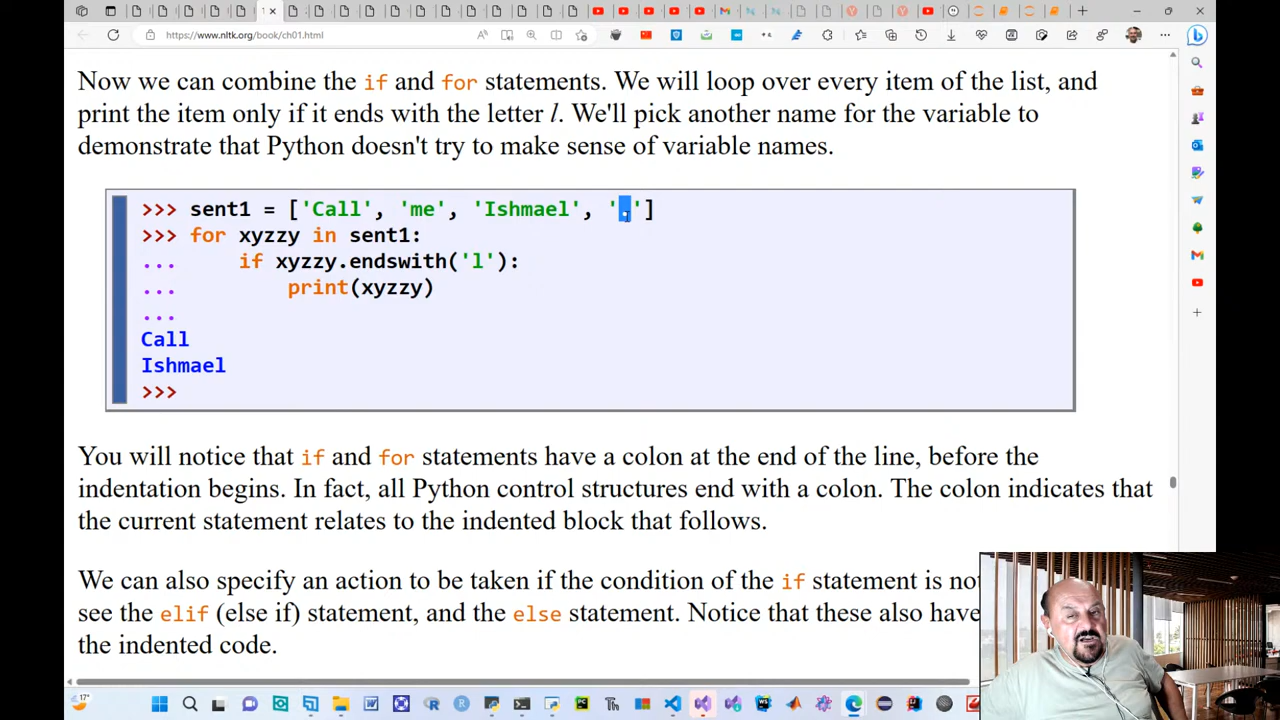 1
https://www.nltk.org/book/ch01.html
Now we can combine the if and for statements. We will loop over every item of the list, and
print the item only if it ends with the letter l. We'll pick another name for the variable to
demonstrate that Python doesn't try to make sense of variable names.
>>> sent1 = ['Call', 'me', 'Ishmael', '.']
>>> for xyzzy in sent1:
...     if xyzzy.endswith('l'):
...         print(xyzzy)
...
Call
Ishmael
>>>
You will notice that if and for statements have a colon at the end of the line, before the
indentation begins. In fact, all Python control structures end with a colon. The colon indicates that
the current statement relates to the indented block that follows.
We can also specify an action to be taken if the condition of the if statement is not
see the elif (else if) statement, and the else statement. Notice that these also have
the indented code.
17°